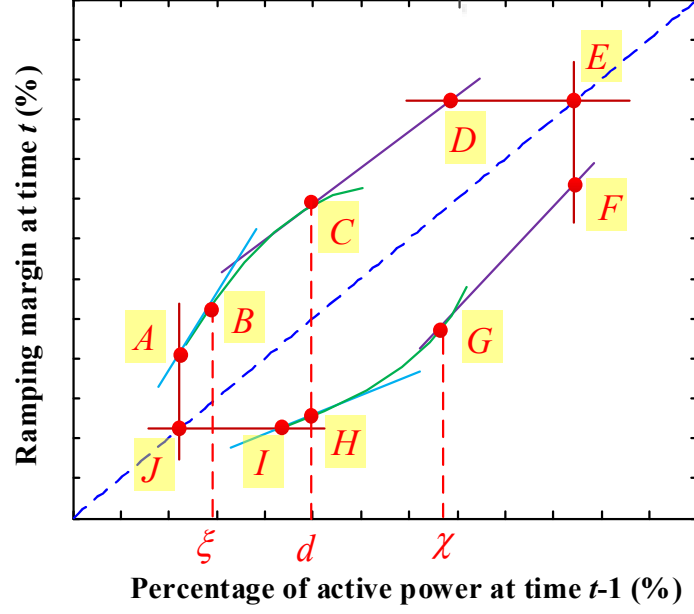 E
D
F
C
B
A
G
J
I
H
ξ
d
χ
Ramping margin at time t (%)
Percentage of active power at time t-1 (%)